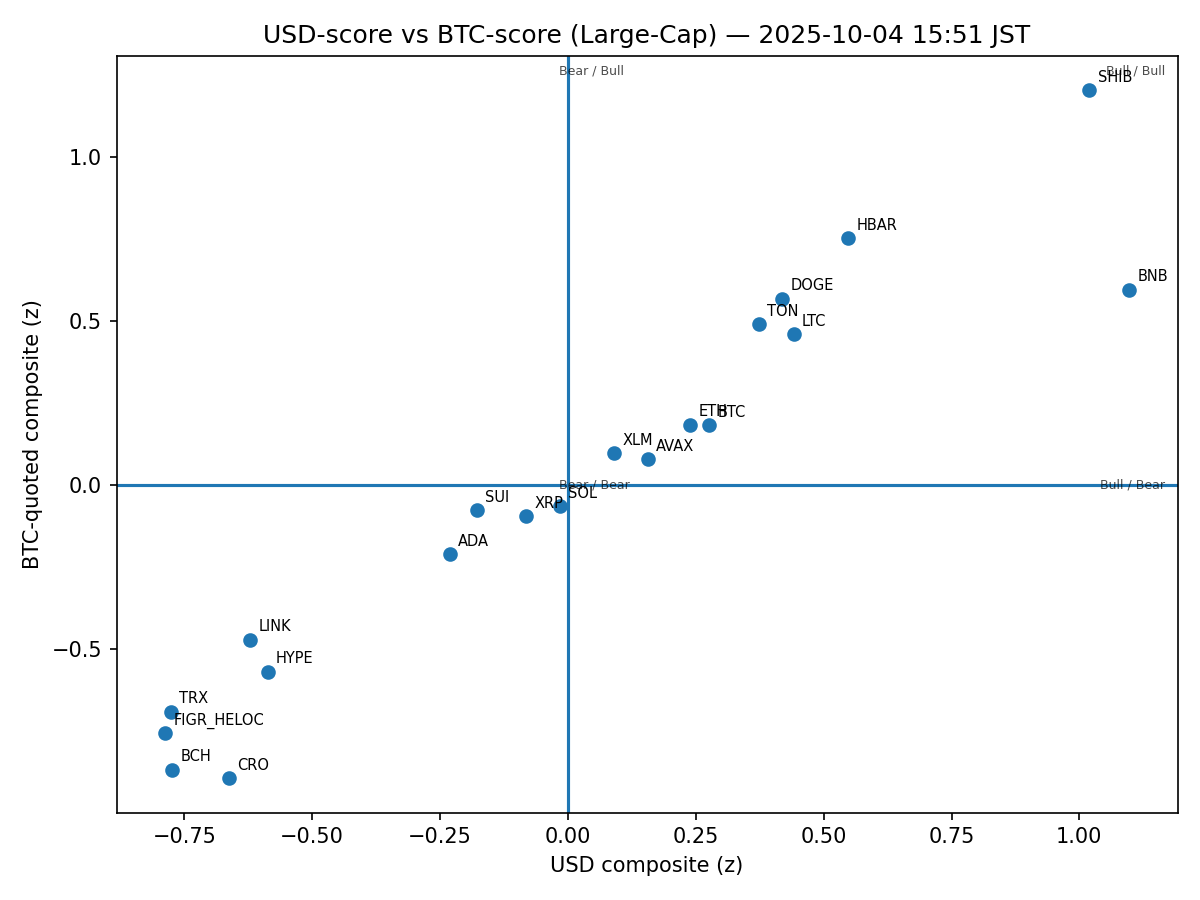 USD-score vs BTC-score (Large-Cap) — 2025-10-04 15:51 JST
Bear / Bull
Bull / Bull
SHIB
HBAR
BNB
DOGE
TON
LTC
ETH
BTC
XLM
AVAX
Bear / Bear
Bull / Bear
SOL
SUI
XRP
ADA
LINK
HYPE
TRX
FIGR_HELOC
BCH
CRO
1.0
0.5
0.0
−0.5
BTC-quoted composite (z)
−0.75
−0.50
−0.25
0.00
0.25
0.50
0.75
1.00
USD composite (z)